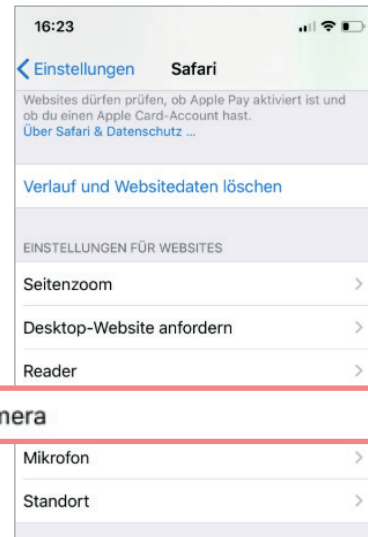 16:23
Einstellungen Safari
Websites dürfen prüfen, ob Apple Pay aktiviert ist und
ob du einen Apple Card-Account hast.
Über Safari & Datenschutz ...
Verlauf und Websitedaten löschen
EINSTELLUNGEN FÜR WEBSITES
Seitenzoom
Desktop-Website anfordern
Reader
mera
Mikrofon
Standort